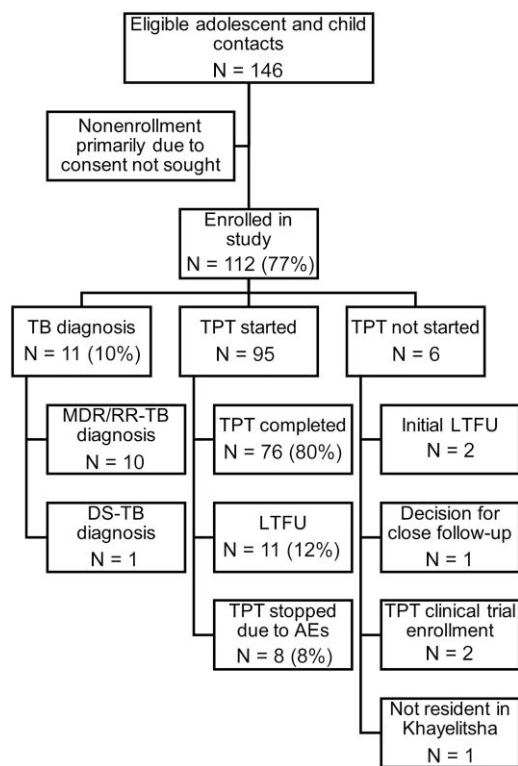 Eligible adolescent and child
contacts
N = 146
Nonenrollment
primarily due to
consent not sought
Enrolled in
study
N = 112 (77%)
TB diagnosis
N = 11 (10%)
TPT started
N = 95
TPT not started
N = 6
MDR/RR-TB
diagnosis
N = 10
DS-TB
diagnosis
N = 1
TPT completed
N = 76 (80%)
LTFU
N = 11 (12%)
TPT stopped
due to AEs
N = 8 (8%)
Initial LTFU
N = 2
Decision for
close follow-up
N = 1
TPT clinical trial
enrollment
N = 2
Not resident in
Khayelitsha
N = 1